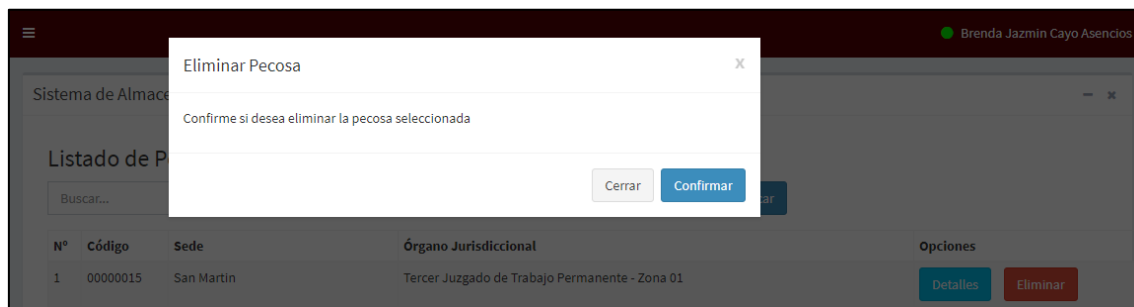 Brenda Jazmin Cayo Asencios
Eliminar Pecosa
X
Sistema de Almace
Confirme si desea eliminar la pecosa seleccionada
Listado de P
Cerrar
Confirmar
Buscar...
ar
N° Código Sede Órgano Jurisdiccional Opciones
1 00000015 San Martin Tercer Juzgado de Trabajo Permanente - Zona 01 Detalles Eliminar